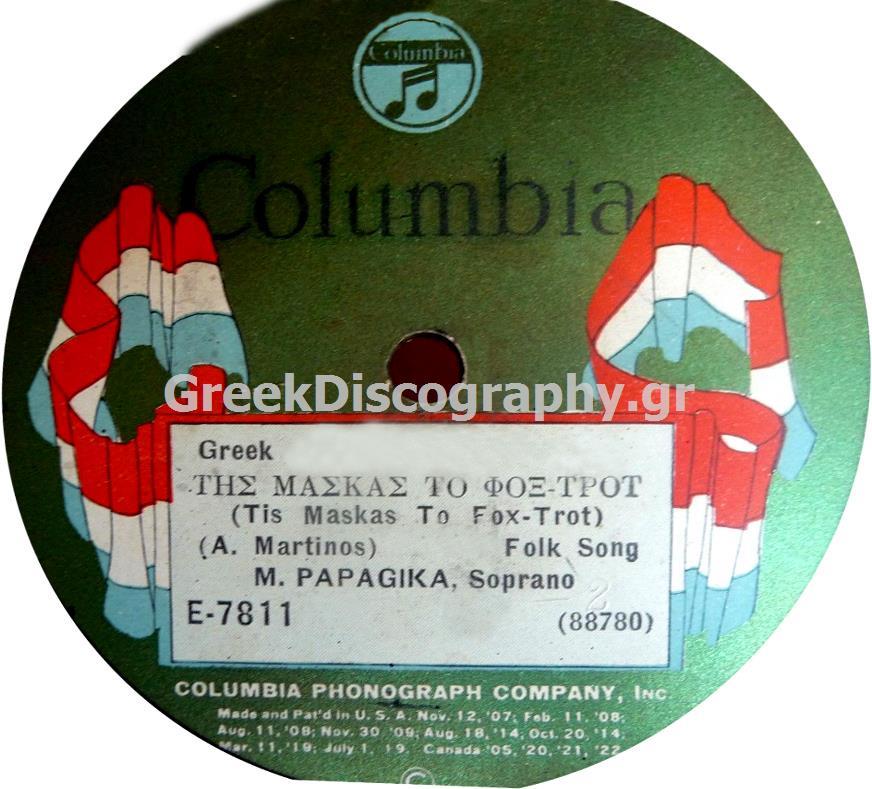 Columbia
Columbia
GreekDiscography.gr
Greek
ΤΗΣ ΜΑΣΚΑΣ ΤΟ ΦΟΞ-ΤΡΟΤ
(Tis Maskas To Fox-Trot)
(A. Martinos) Folk Song
M. PAPAGIKA, Soprano
2
E-7811 (88780)
COLUMBIA PHONOGRAPH COMPANY, INC.
Made and Pat'd in U. S. A. Nov. 12, '07; Feb. 11, '08;
Aug. 11, '08; Nov. 30, '09; Aug. 18, '14; Oct. 20, '14,
Mar. 11, '19; July 1, '19, Canada '05, '20, '21, '22
©